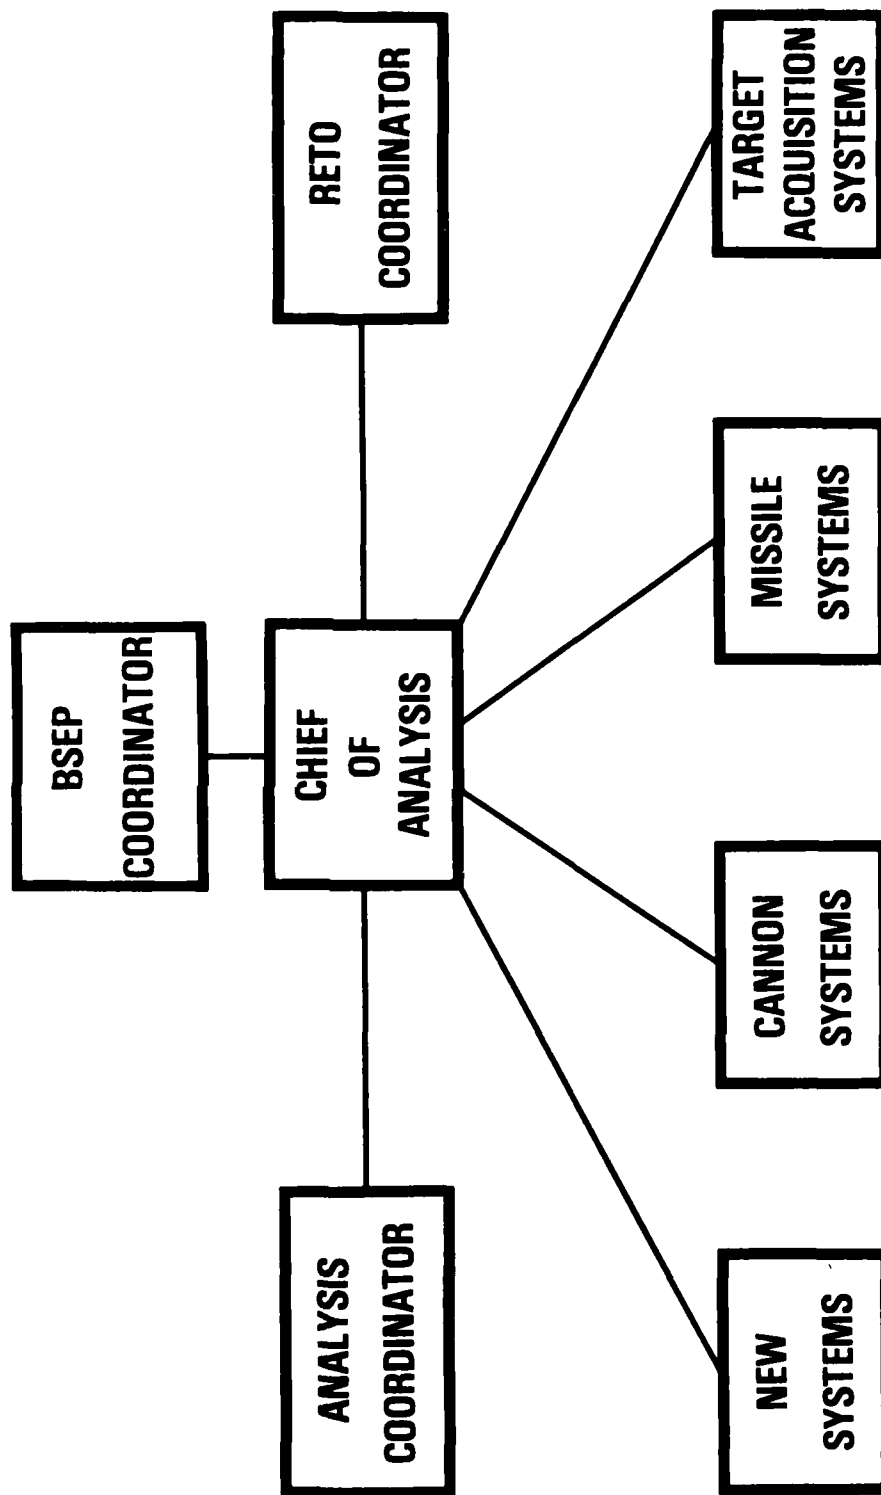 BSEP
COORDINATOR
ANALYSIS
COORDINATOR
CHIEF
OF
ANALYSIS
RETO
COORDINATOR
NEW
SYSTEMS
CANNON
SYSTEMS
MISSILE
SYSTEMS
TARGET
ACQUISITION
SYSTEMS